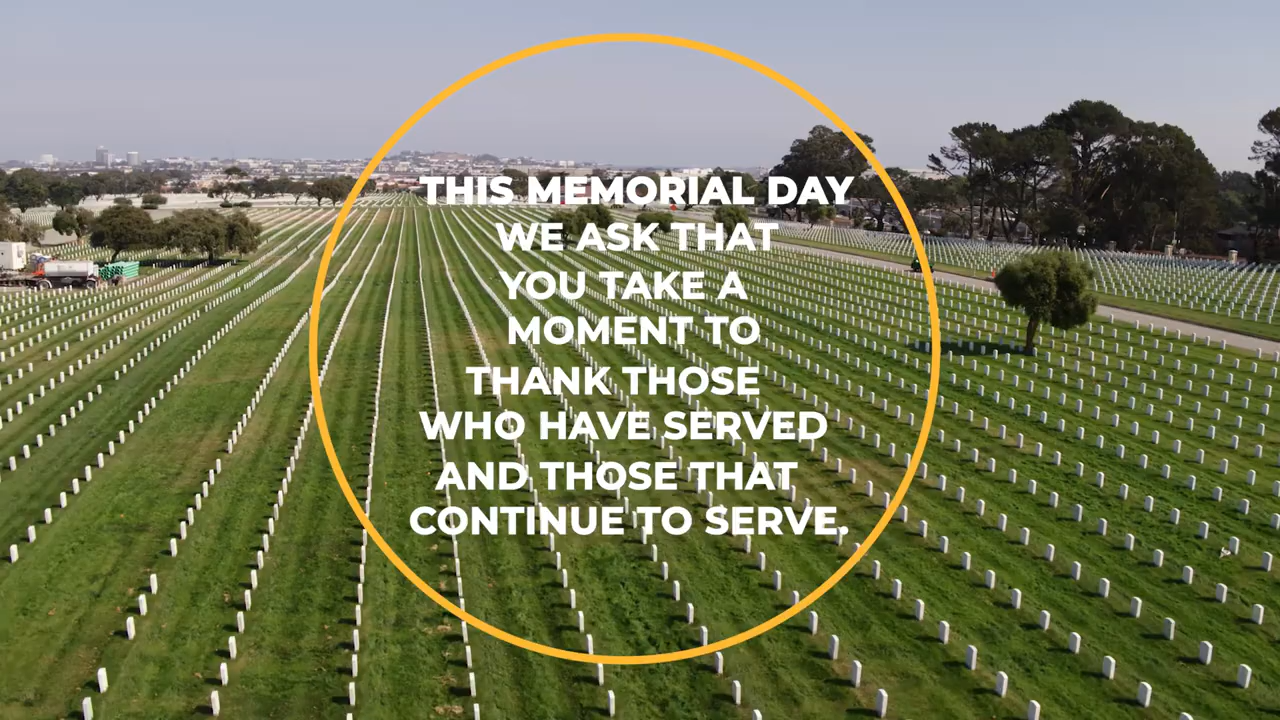 THIS MEMORIAL DAY
WE ASK THAT
YOU TAKE A
MOMENT TO
THANK THOSE
WHO HAVE SERVED
AND THOSE THAT
CONTINUE TO SERVE.